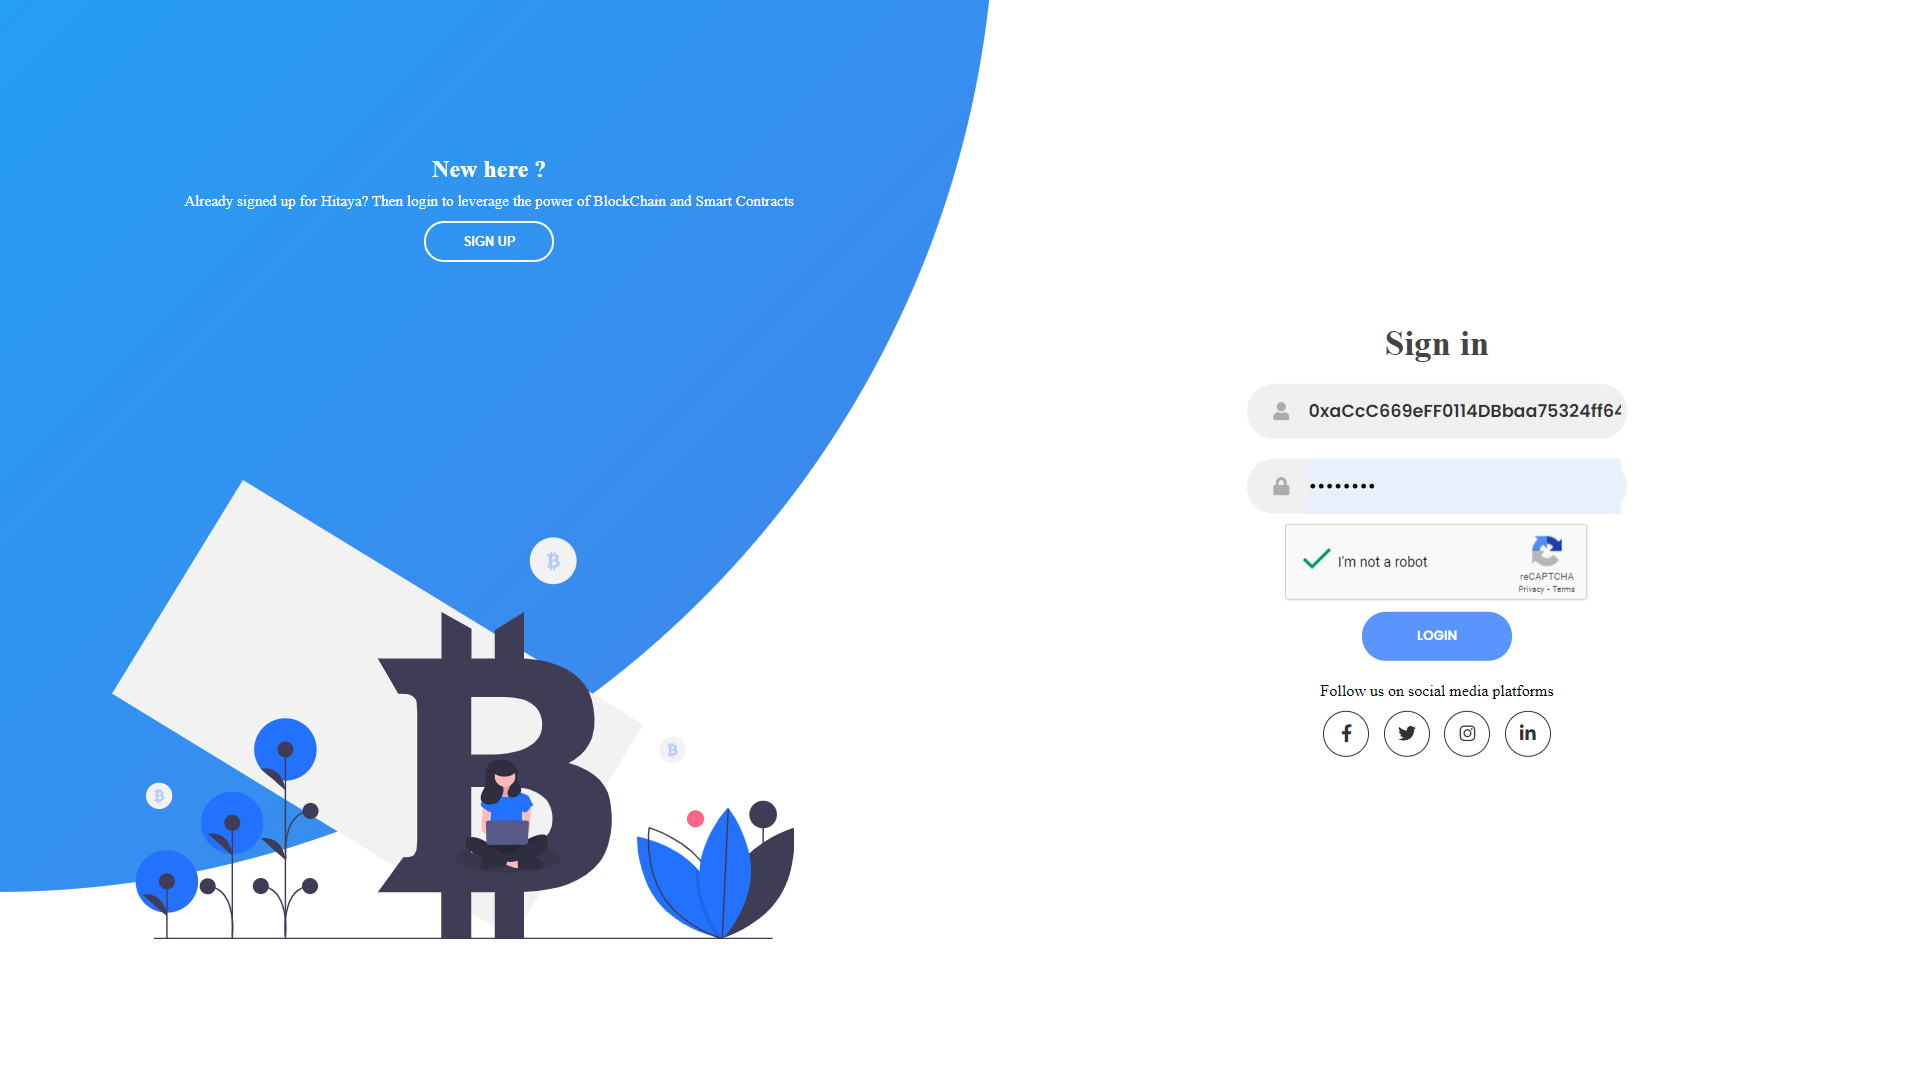 New here ?
Already signed up for Hitaya? Then login to leverage the power of BlockChain and Smart Contracts
SIGN UP
Sign in
0xaCcC669eFF0114DBbaa75324ff64
••••••••
I'm not a robot
reCAPTCHA
Privacy - Terms
LOGIN
Follow us on social media platforms